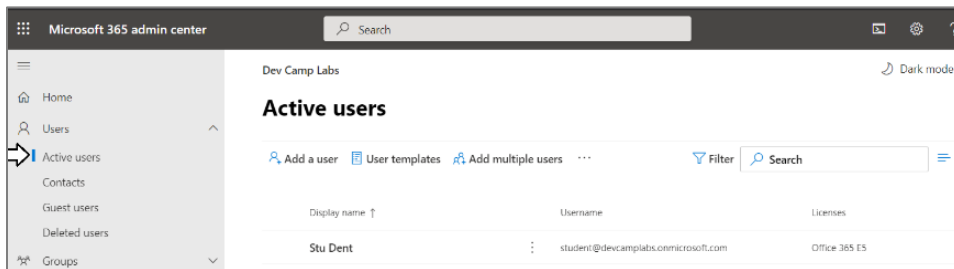 Microsoft 365 admin center Search ?
Dev Camp Labs Dark mode
Home
Active users
Users
Active users Add a user User templates Add multiple users ... Filter Search
Contacts
Guest users
Display name ↑ Username Licenses
Deleted users
Stu Dent student@devcamplabs.onmicrosoft.com Office 365 E5
Groups